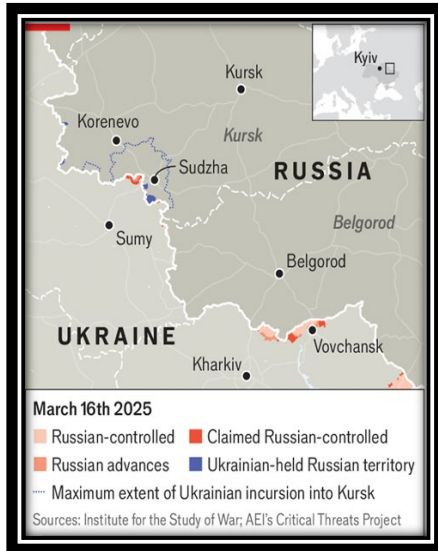 Kyiv
Kursk
Korenevo
Kursk
Sudzha
RUSSIA
Belgorod
Sumy
Belgorod
UKRAINE
Vovchansk
Kharkiv
March 16th 2025
Russian-controlled
Claimed Russian-controlled
Russian advances
Ukrainian-held Russian territory
Maximum extent of Ukrainian incursion into Kursk
Sources: Institute for the Study of War; AEI's Critical Threats Project